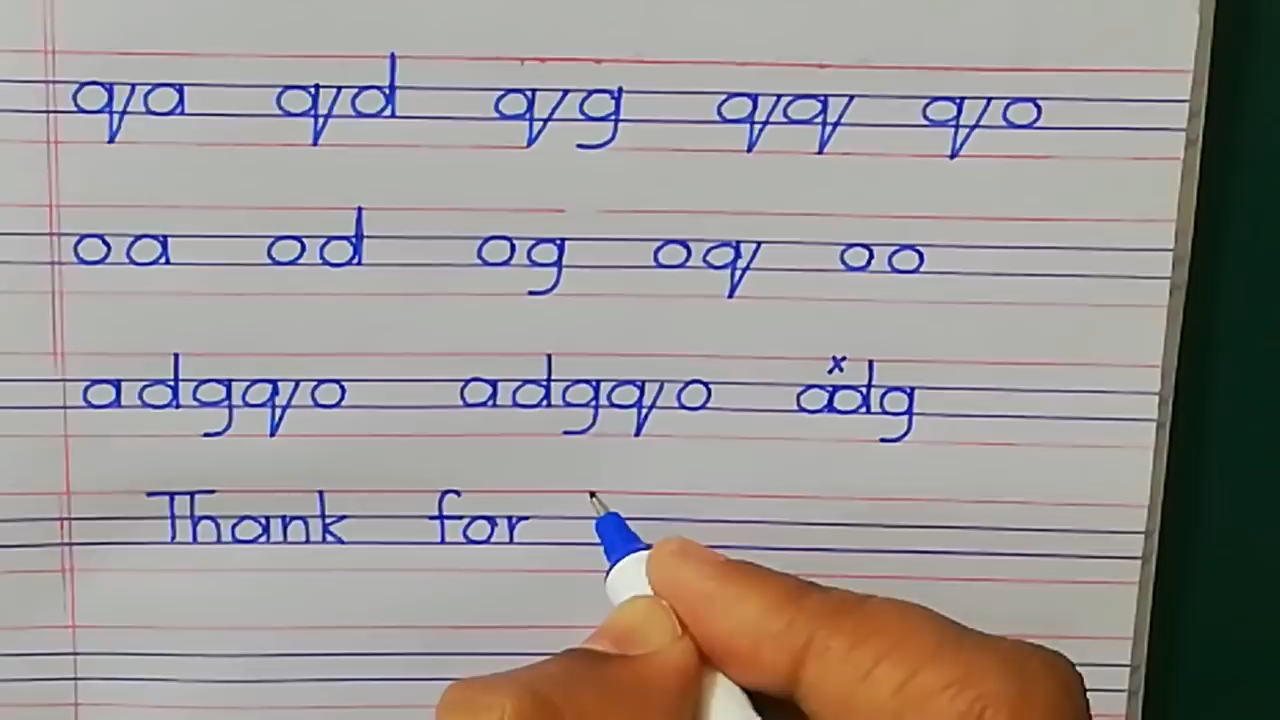 qa qd qg qq qo
oa od og oq oo
adgqo adgqo adg
Thank for